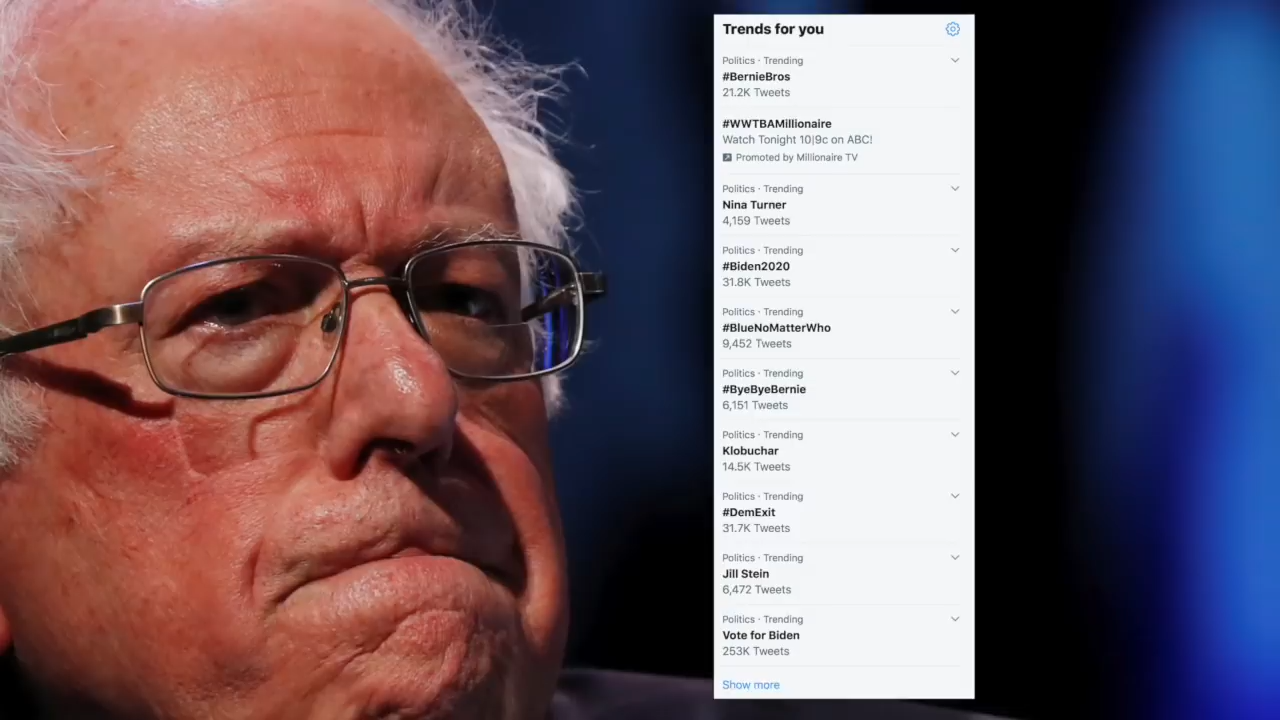 Trends for you
Politics · Trending
#BernieBros
21.2K Tweets
#WWTBAMillionaire
Watch Tonight 10|9c on ABC!
Promoted by Millionaire TV
Politics · Trending
Nina Turner
4,159 Tweets
Politics · Trending
#Biden2020
31.8K Tweets
Politics · Trending
#BlueNoMatterWho
9,452 Tweets
Politics · Trending
#ByeByeBernie
6,151 Tweets
Politics · Trending
Klobuchar
14.5K Tweets
Politics · Trending
#DemExit
31.7K Tweets
Politics · Trending
Jill Stein
6,472 Tweets
Politics · Trending
Vote for Biden
253K Tweets
Show more